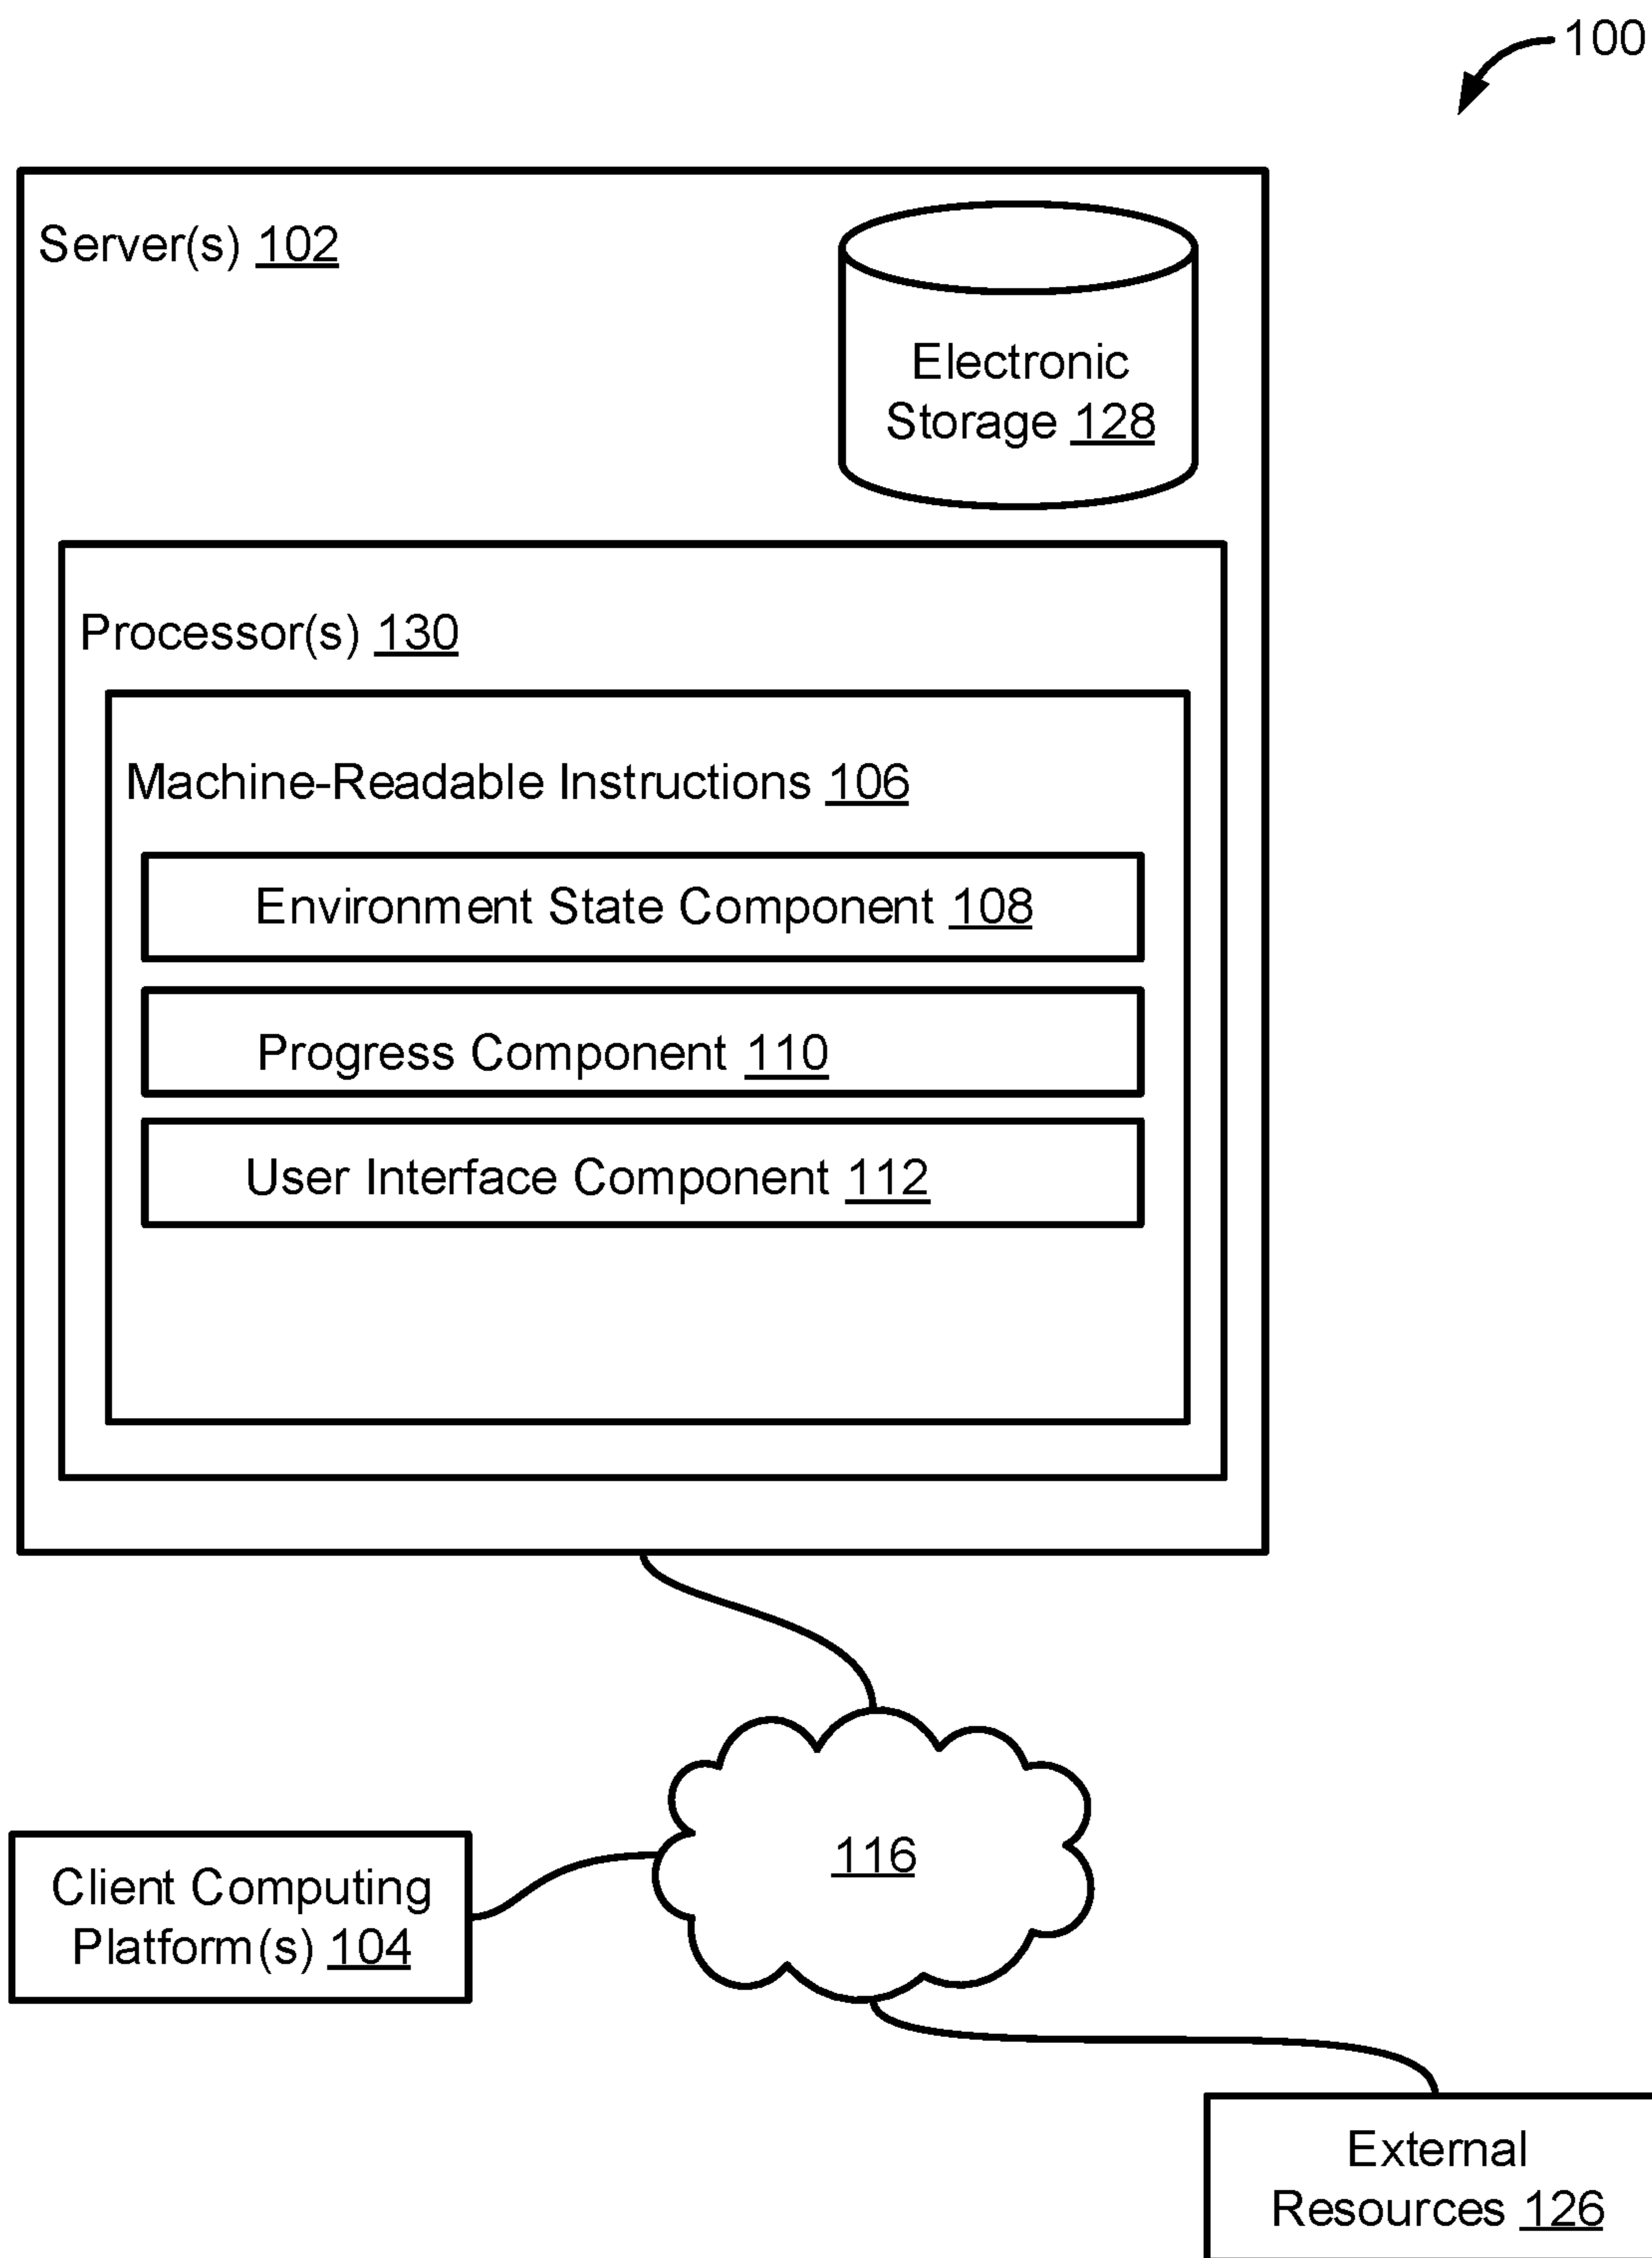 100
Server(s) 102
Electronic
Storage 128
Processor(s) 130
Machine-Readable Instructions 106
Environment State Component 108
Progress Component 110
User Interface Component 112
116
Client Computing
Platform(s) 104
External
Resources 126